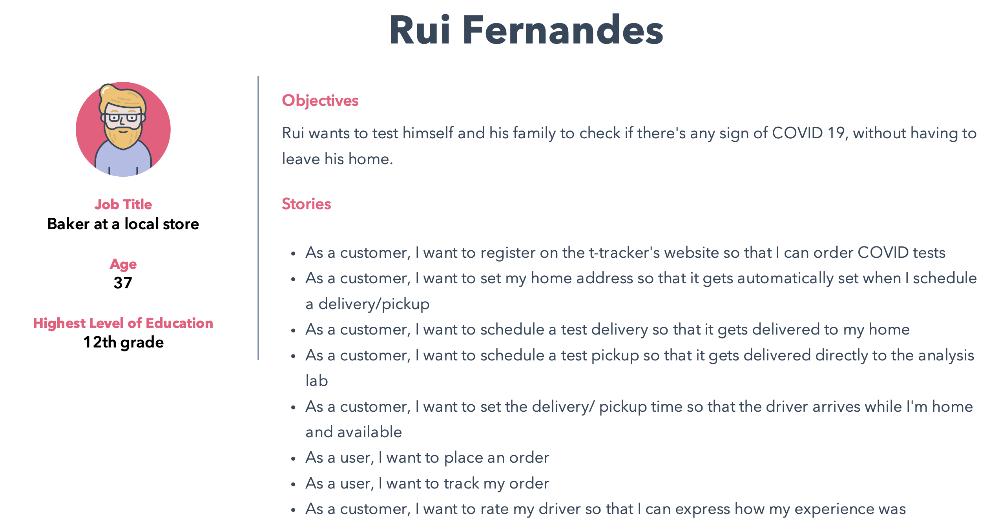 Rui Fernandes
Job Title
Baker at a local store
Age
37
Highest Level of Education
12th grade
Objectives
Rui wants to test himself and his family to check if there's any sign of COVID 19, without having to
leave his home.
Stories
• As a customer, I want to register on the t-tracker's website so that I can order COVID tests
• As a customer, I want to set my home address so that it gets automatically set when I schedule
a delivery/pickup
• As a customer, I want to schedule a test delivery so that it gets delivered to my home
• As a customer, I want to schedule a test pickup so that it gets delivered directly to the analysis
lab
• As a customer, I want to set the delivery/ pickup time so that the driver arrives while I'm home
and available
• As a user, I want to place an order
• As a user, I want to track my order
• As a customer, I want to rate my driver so that I can express how my experience was